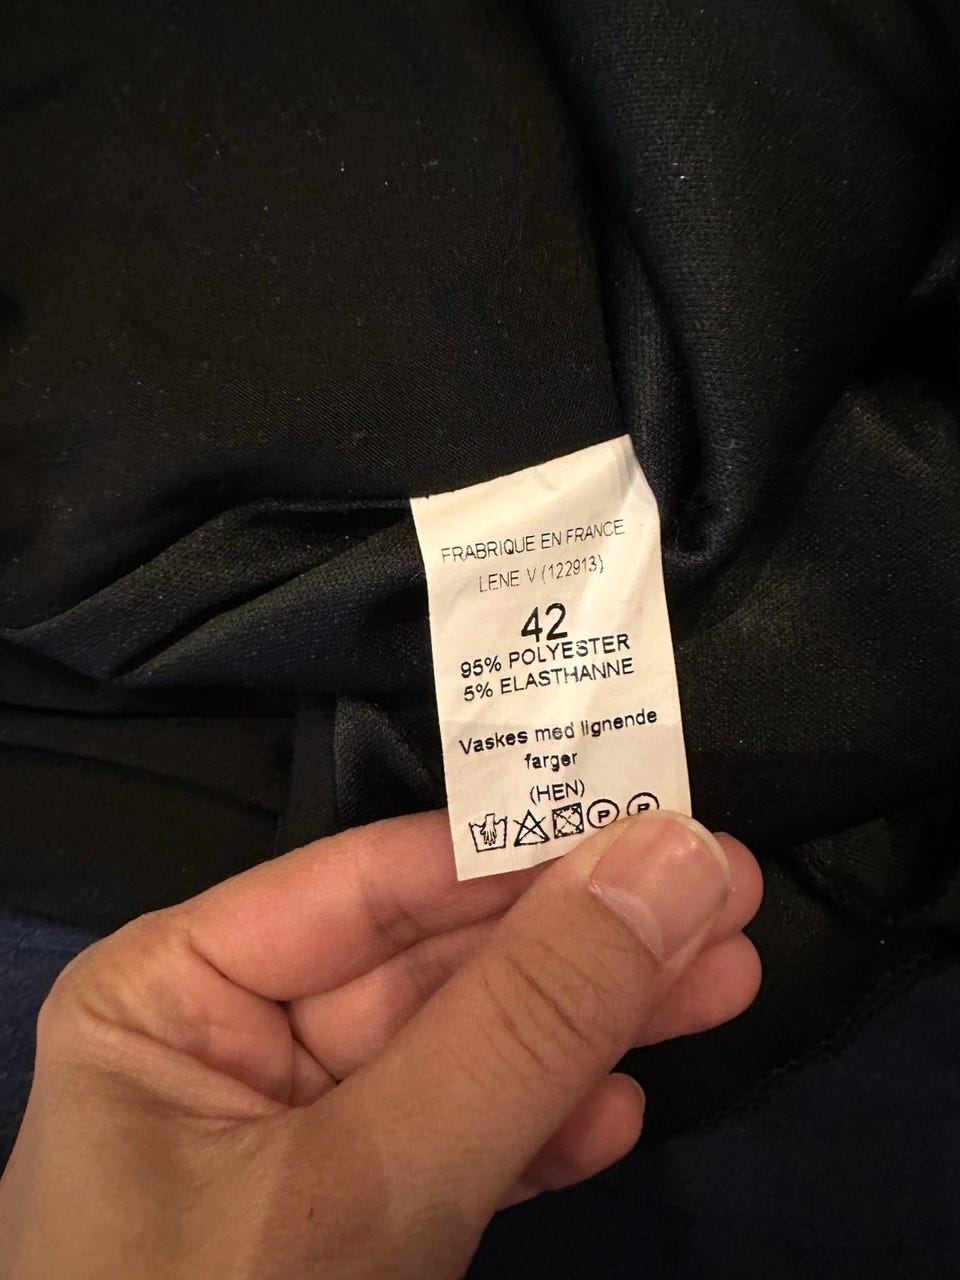 FRABRIQUE EN FRANCE
LENE V (122913)
42
95% POLYESTER
5% ELASTHANNE
Vaskes med lignende
farger
(HEN)
P P